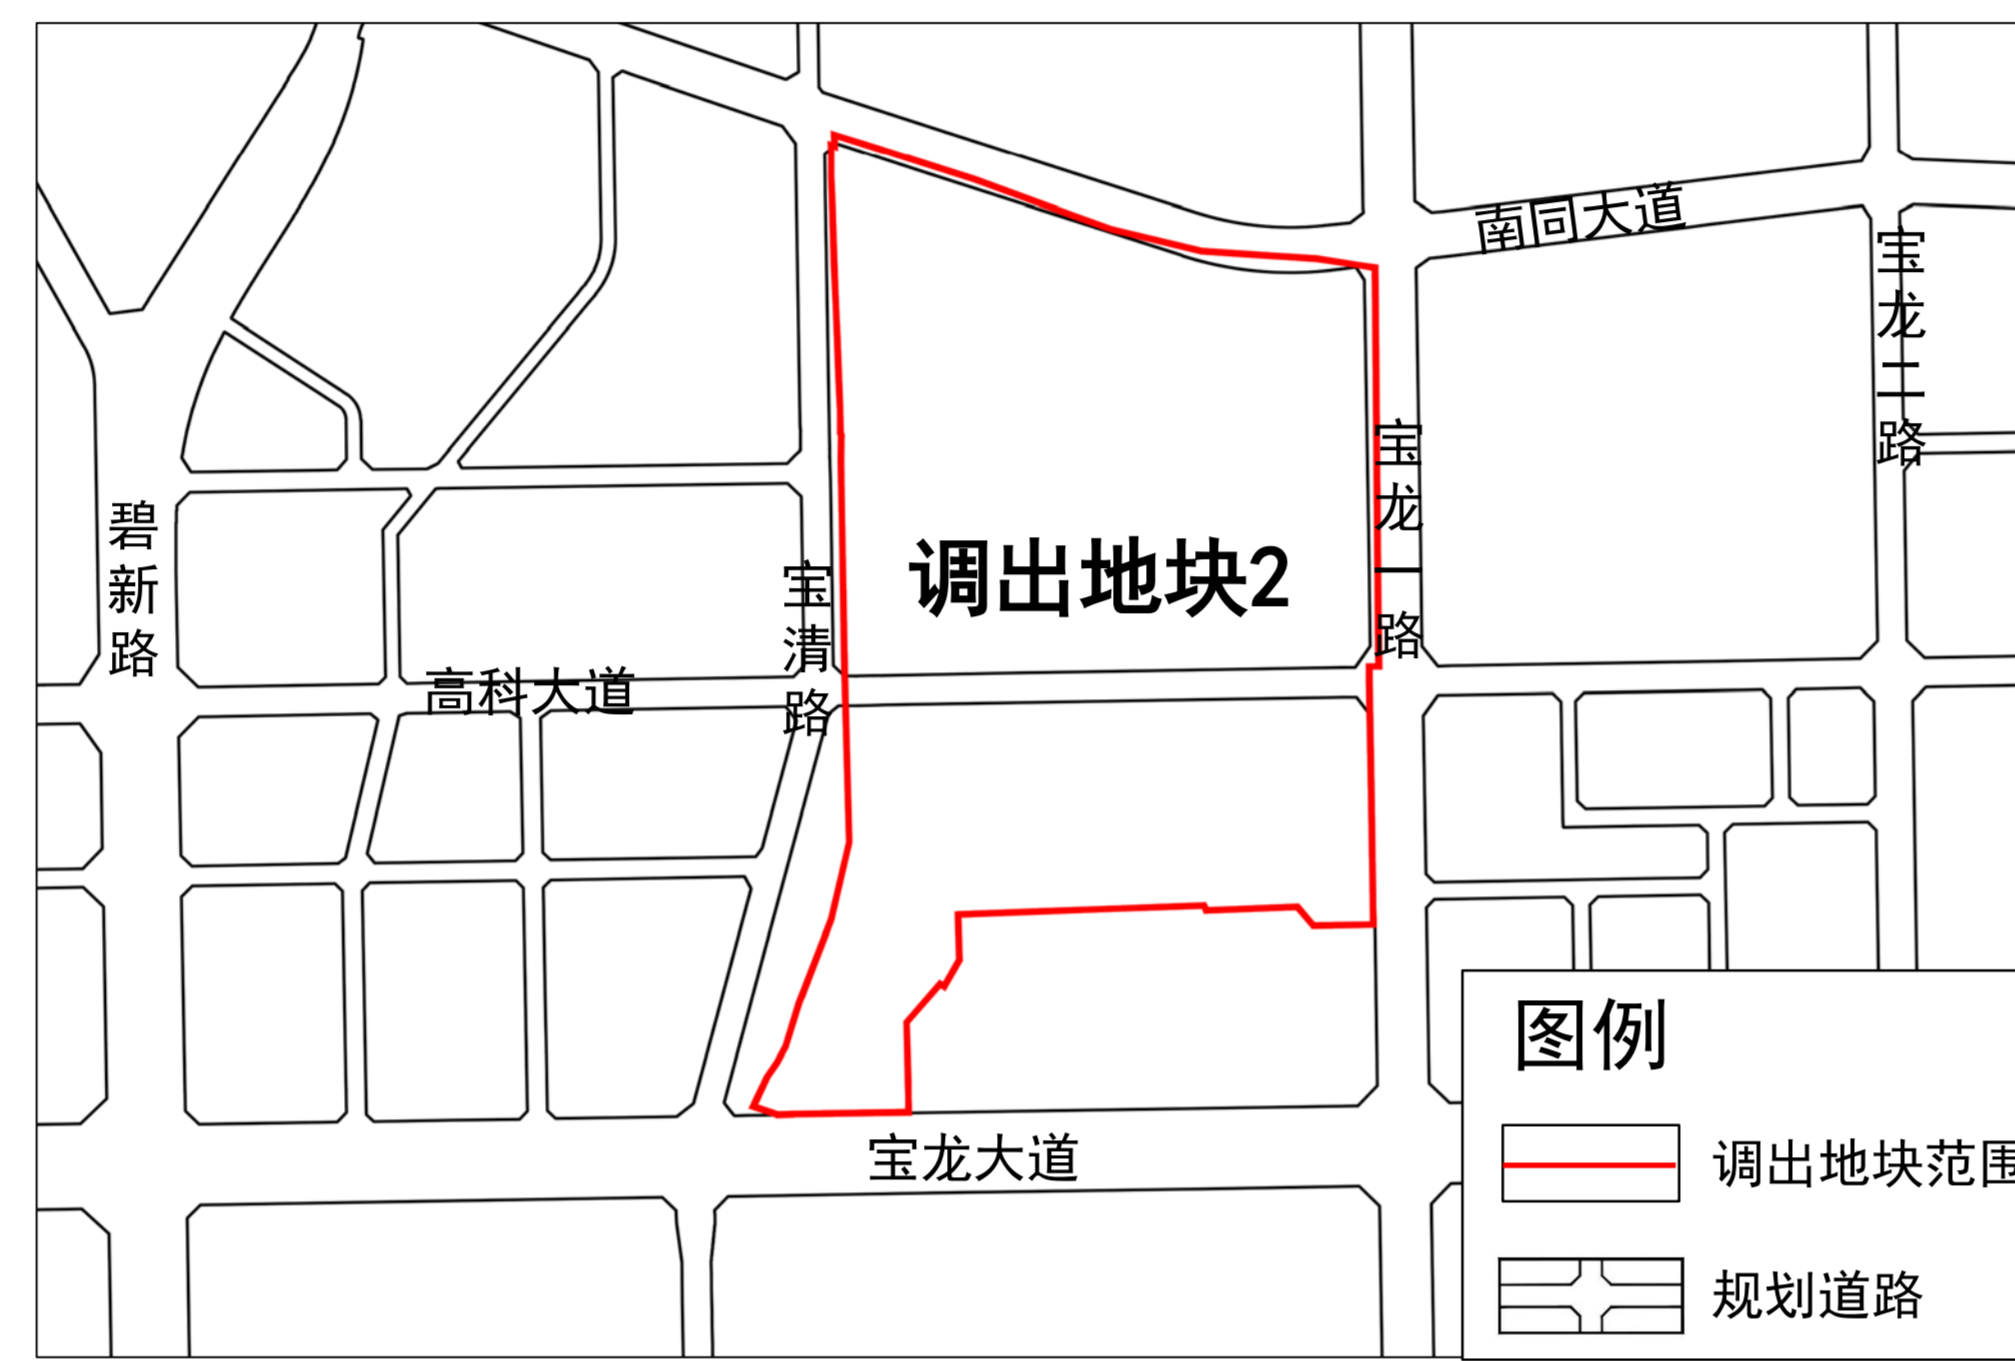 南同大道
宝龙二路
宝龙一路
调出地块2
碧新路
宝清路
高科大道
宝龙大道
图例
调出地块范围
规划道路